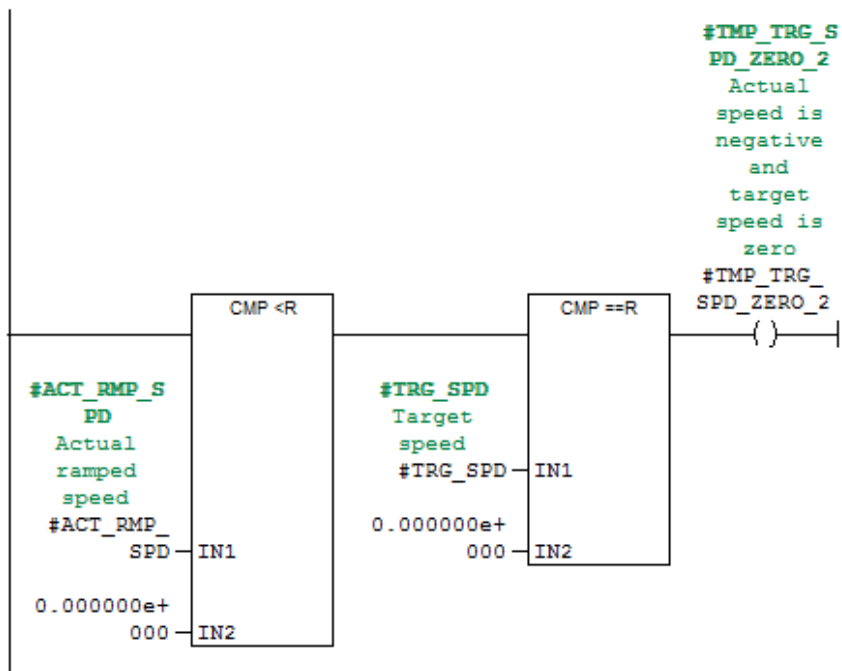 #TMP_TRG_S
PD_ZERO_2
Actual
speed is
negative
and
target
speed is
zero
#TMP_TRG_
SPD_ZERO_2
( )
CMP <R
#ACT_RMP_S
PD
Actual
ramped
speed
#ACT_RMP_
SPD
IN1
0.000000e+
000
IN2
CMP ==R
#TRG_SPD
Target
speed
#TRG_SPD
IN1
0.000000e+
000
IN2